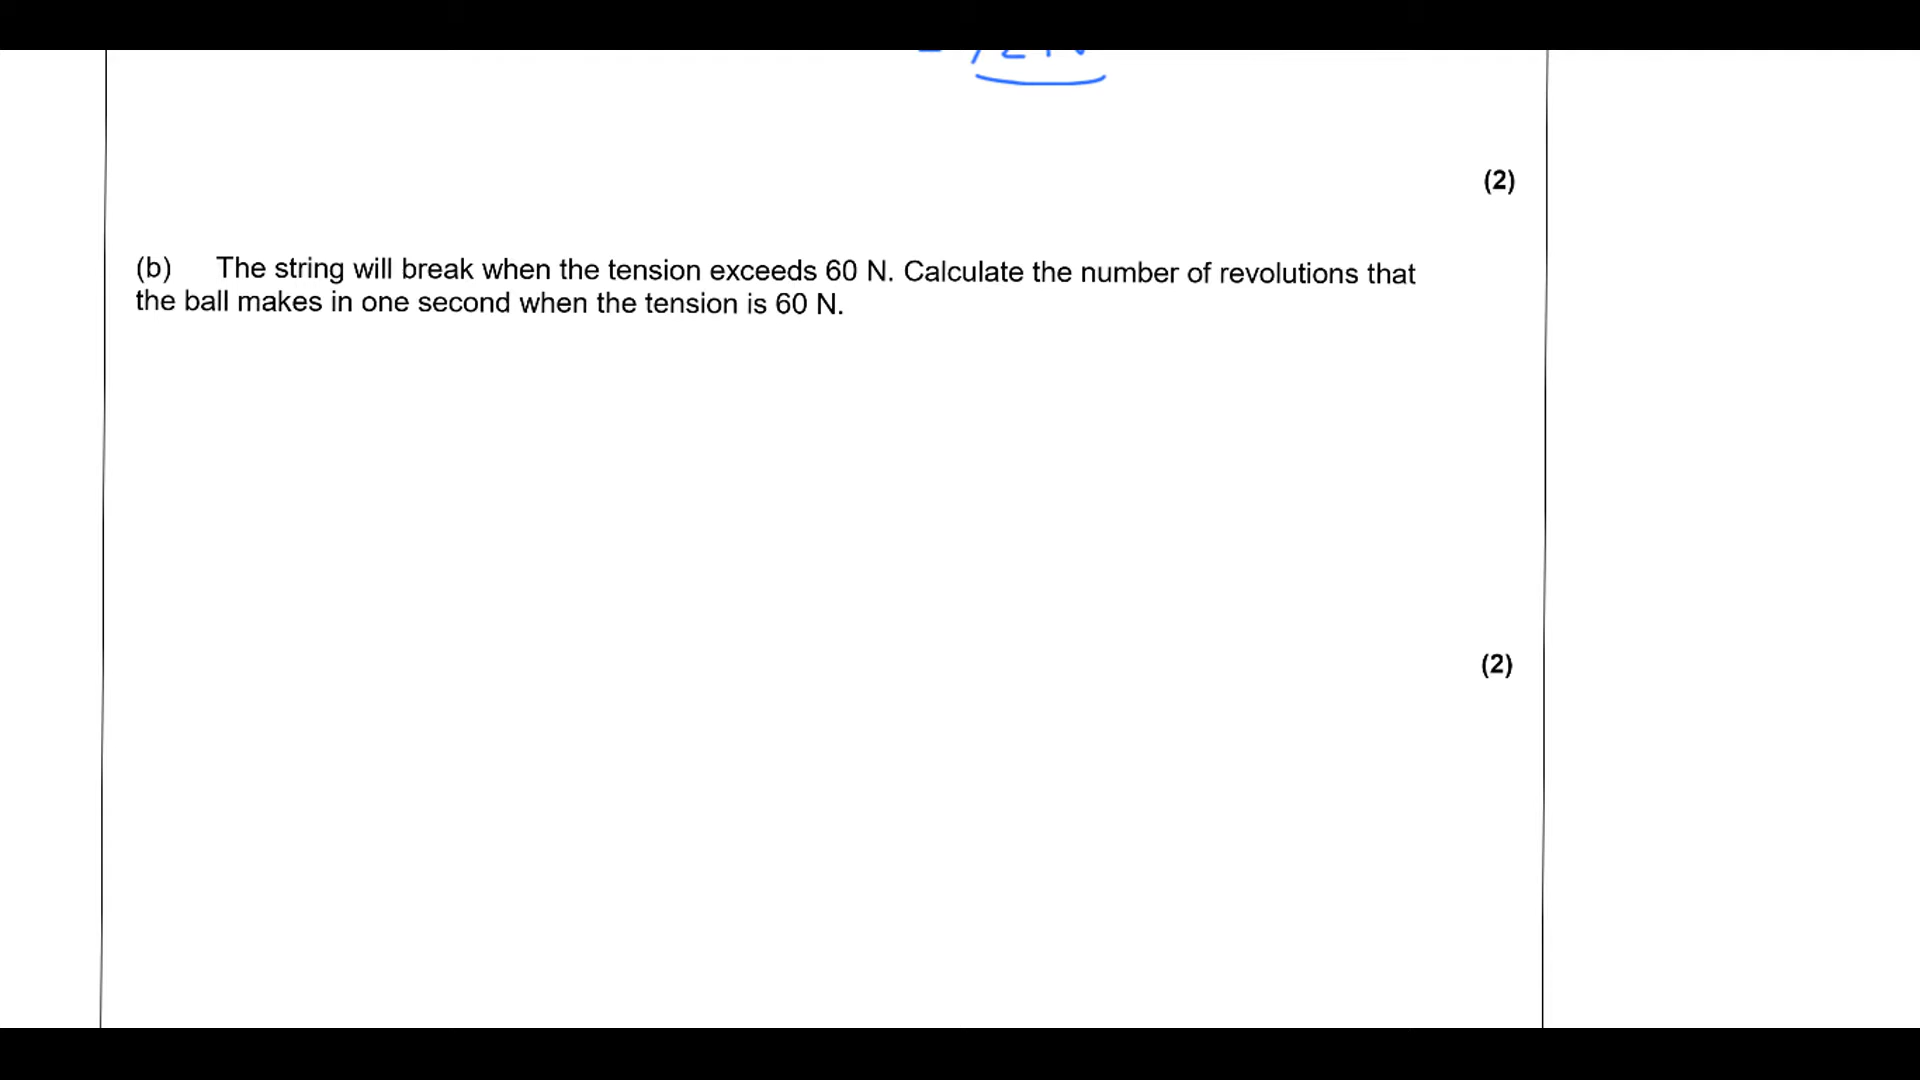 (2)
(b) The string will break when the tension exceeds 60 N. Calculate the number of revolutions that
the ball makes in one second when the tension is 60 N.
(2)